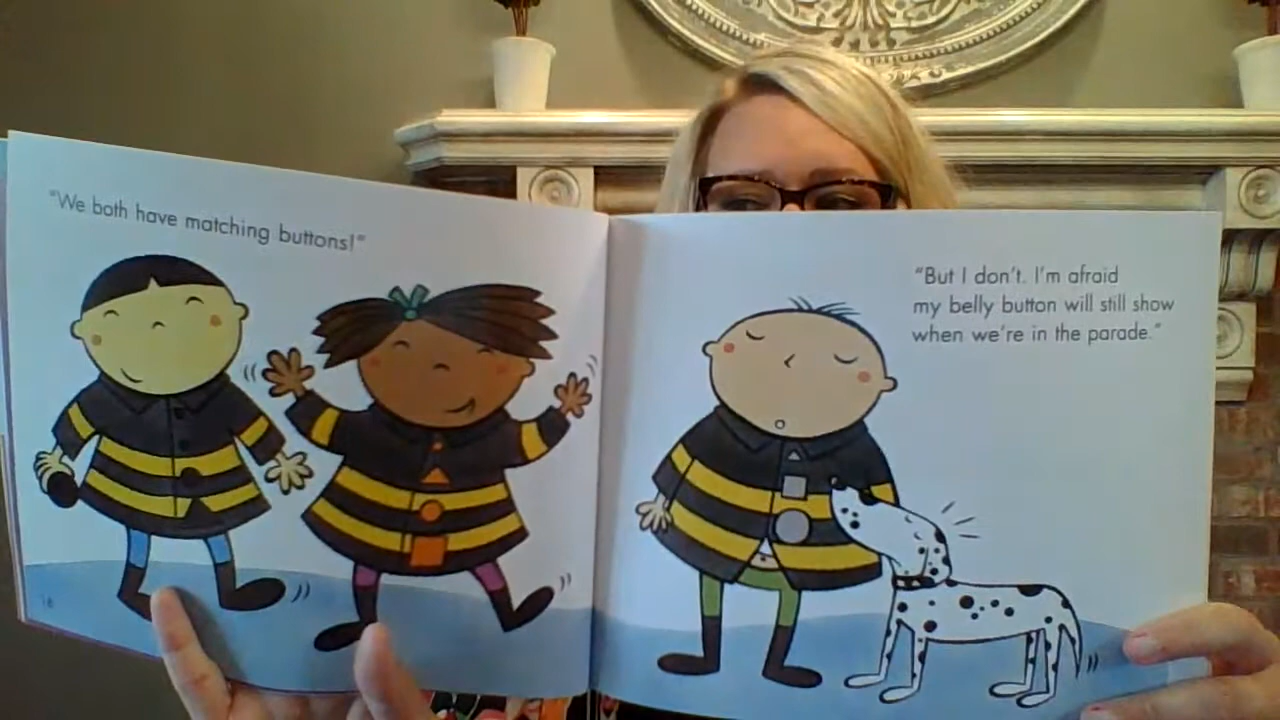 "We both have matching buttons!"
"But I don't. I'm afraid
my belly button will still show
when we're in the parade."
16